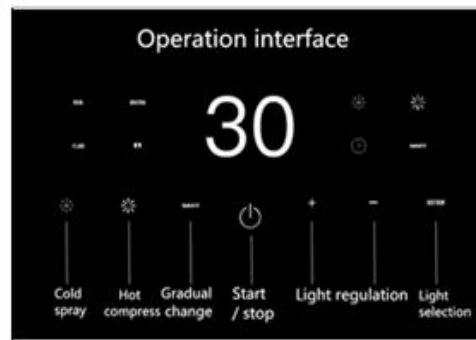 Operation interface
30
+
−
Cold spray
Hot compress
Gradual change
Start / stop
Light regulation
Light selection